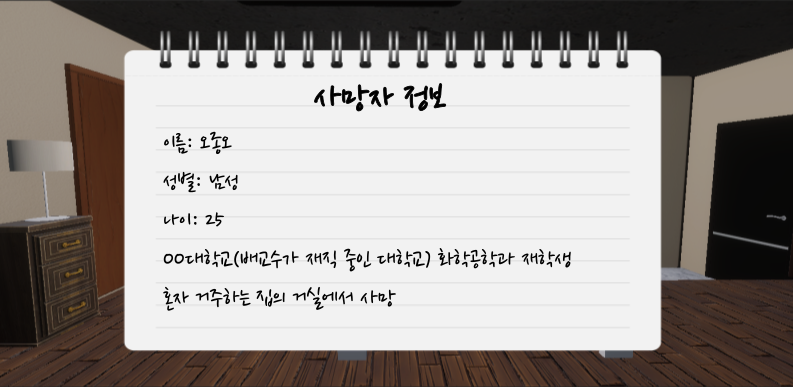 사망자 정보
이름: 오종오
성별: 남성
나이: 25
OO대학교(배교수가 재직 중인 대학교) 화학공학과 재학생
혼자 거주하는 집의 거실에서 사망